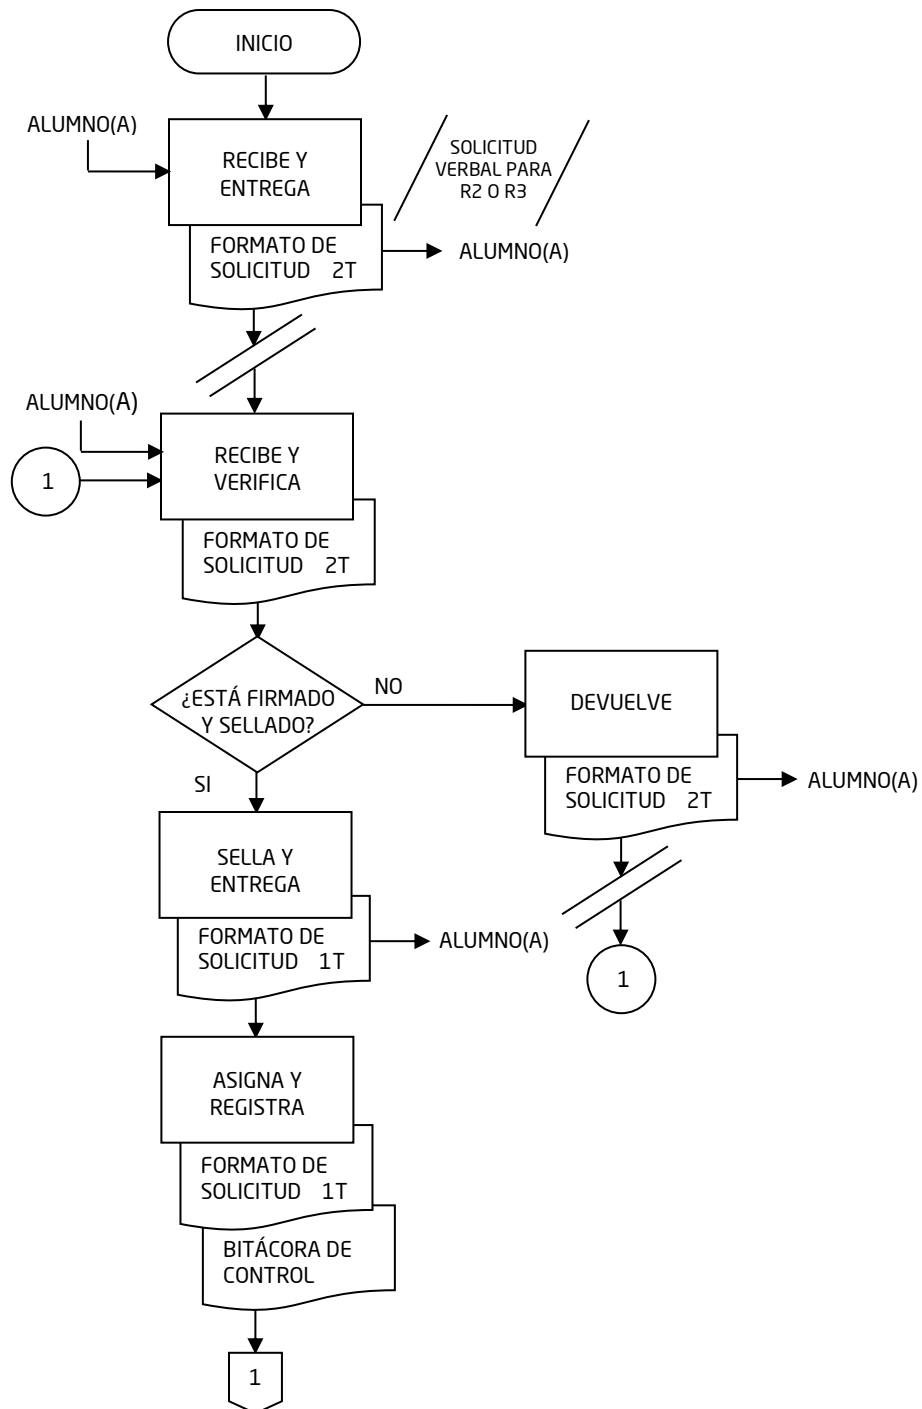 INICIO
ALUMNO(A)
RECIBE Y
ENTREGA
SOLICITUD
VERBAL PARA
R2 O R3
FORMATO DE
SOLICITUD 2T
ALUMNO(A)
ALUMNO(A)
1
RECIBE Y
VERIFICA
FORMATO DE
SOLICITUD 2T
¿ESTÁ FIRMADO
Y SELLADO?
NO
DEVUELVE
FORMATO DE
SOLICITUD 2T
ALUMNO(A)
1
SI
SELLA Y
ENTREGA
FORMATO DE
SOLICITUD 1T
ALUMNO(A)
ASIGNA Y
REGISTRA
FORMATO DE
SOLICITUD 1T
BITÁCORA DE
CONTROL
1